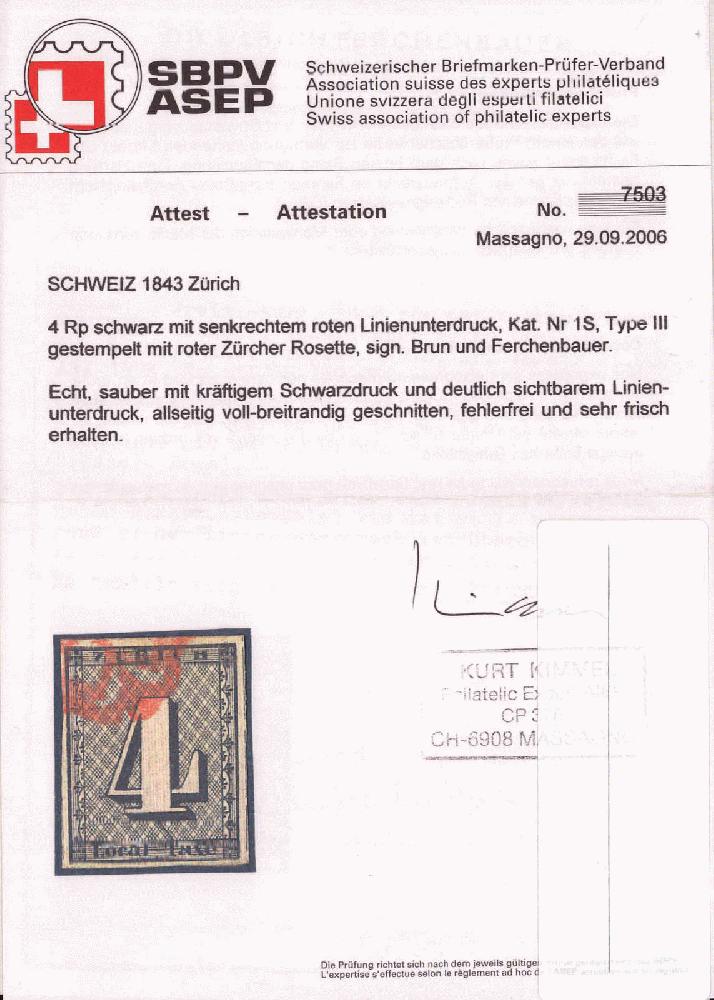 SBPV
ASEP
Schweizerischer Briefmarken-Prüfer-Verband
Association suisse des experts philatéliques
Unione svizzera degli esperti filatelici
Swiss association of philatelic experts
Attest – Attestation
No. 7503
Massagno, 29.09.2006
SCHWEIZ 1843 Zürich
4 Rp schwarz mit senkrechtem roten Linienunterdruck, Kat. Nr 1S, Type III
gestempelt mit roter Zürcher Rosette, sign. Brun und Ferchenbauer.
Echt, sauber mit kräftigem Schwarzdruck und deutlich sichtbarem Linien-
unterdruck, allseitig voll-breitrandig geschnitten, fehlerfrei und sehr frisch
erhalten.
KURT KIMMEL
CH-6908
ZÜRICH
4
Local-Taxe
Die Prüfung richtet sich nach dem jeweils gültigen
L'expertise s'effectue selon le règlement ad hoc